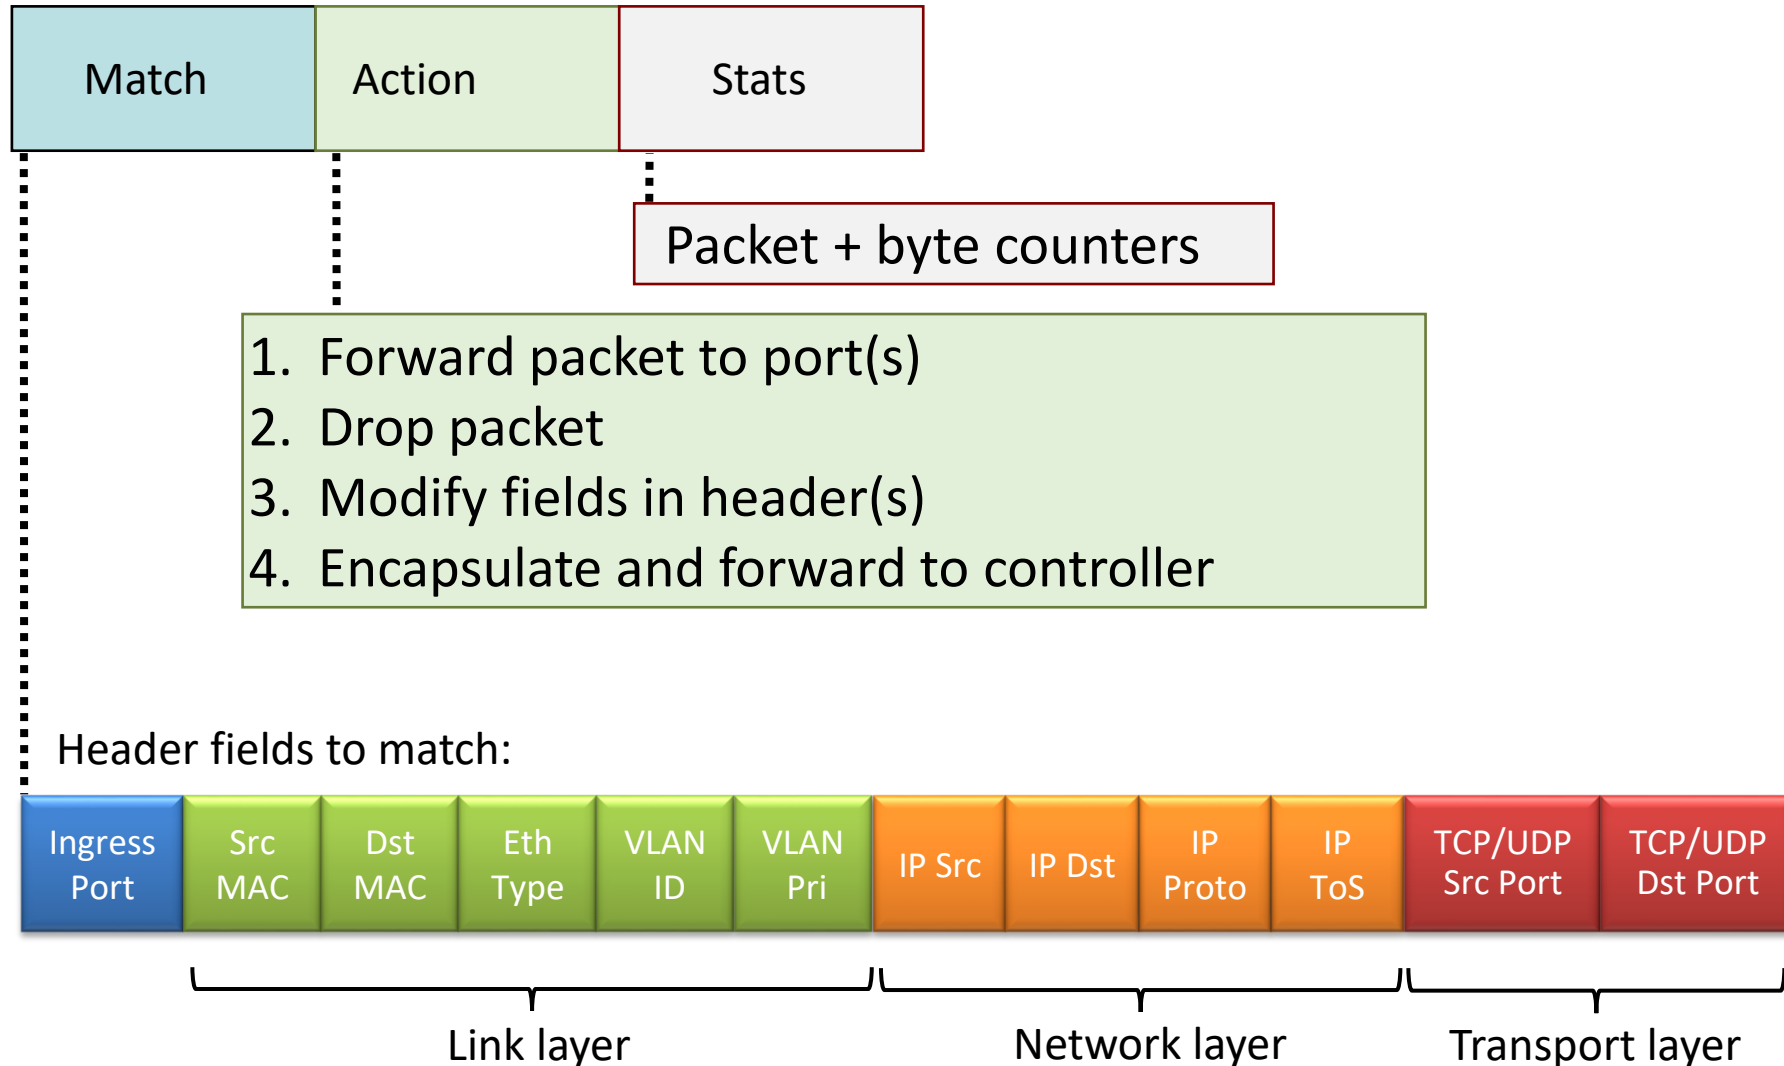 Match
Action
Stats
Packet + byte counters
1. Forward packet to port(s)
2. Drop packet
3. Modify fields in header(s)
4. Encapsulate and forward to controller
Header fields to match:
Ingress
Port
Src
MAC
Dst
MAC
Eth
Type
VLAN
ID
VLAN
Pri
IP Src
IP Dst
IP
Proto
IP
ToS
TCP/UDP
Src Port
TCP/UDP
Dst Port
Link layer
Network layer
Transport layer